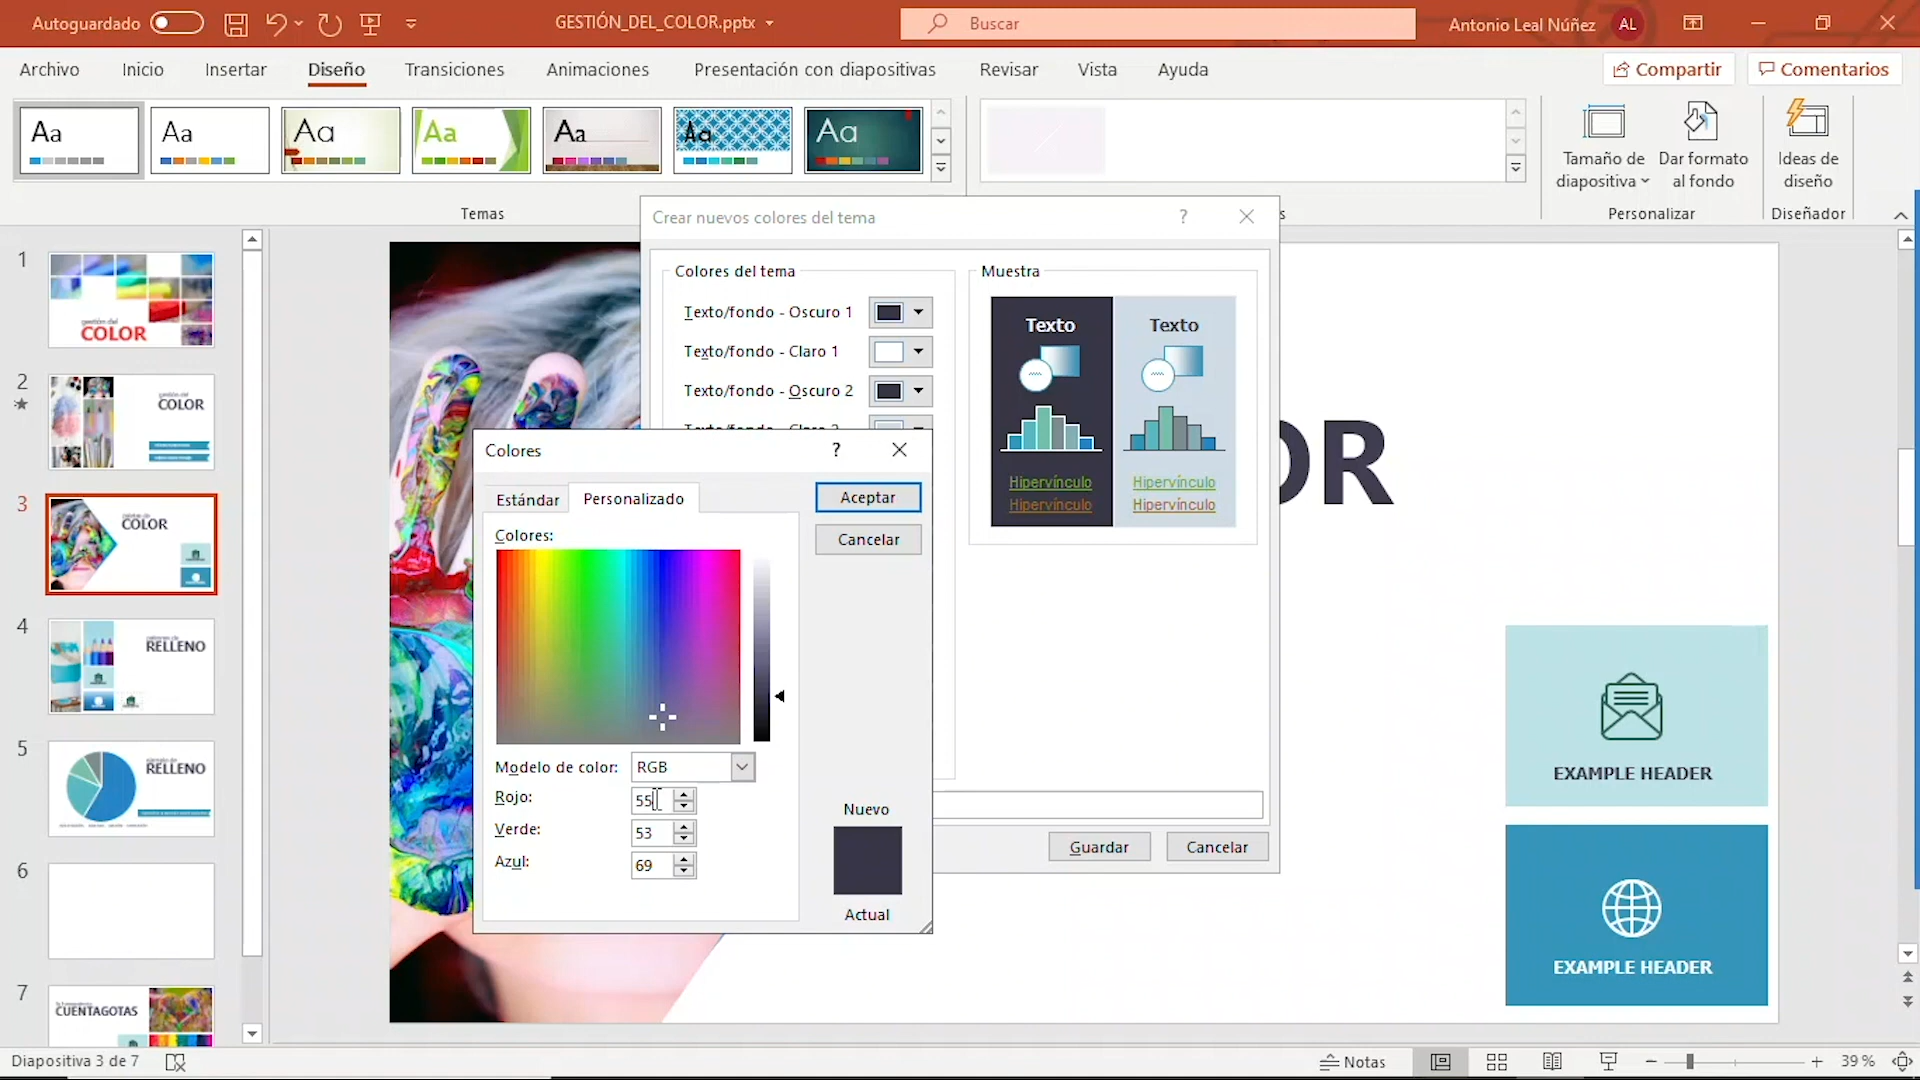 Autoguardado
GESTIÓN_DEL_COLOR.pptx
Buscar
Antonio Leal Núñez
AL
Archivo
Inicio
Insertar
Diseño
Transiciones
Animaciones
Presentación con diapositivas
Revisar
Vista
Ayuda
Compartir
Comentarios
Aa
Aa
Aa
Aa
Aa
Aa
Aa
Tamaño de
diapositiva
Dar formato
al fondo
Ideas de
diseño
Temas
Personalizar
Diseñador
Crear nuevos colores del tema
?
Colores del tema
Texto/fondo - Oscuro 1
Texto/fondo - Claro 1
Texto/fondo - Oscuro 2
Muestra
Texto
Texto
Hipervínculo
Hipervínculo
Hipervínculo
Hipervínculo
Guardar
Cancelar
Colores
?
Estándar
Personalizado
Aceptar
Cancelar
Colores:
Modelo de color:
RGB
Rojo:
55
Verde:
53
Azul:
69
Nuevo
Actual
OR
EXAMPLE HEADER
EXAMPLE HEADER
1
gestión del
COLOR
2
gestión del
COLOR
3
COLOR
4
RELLENO
5
RELLENO
6
7
CUENTAGOTAS
Diapositiva 3 de 7
Notas
39 %